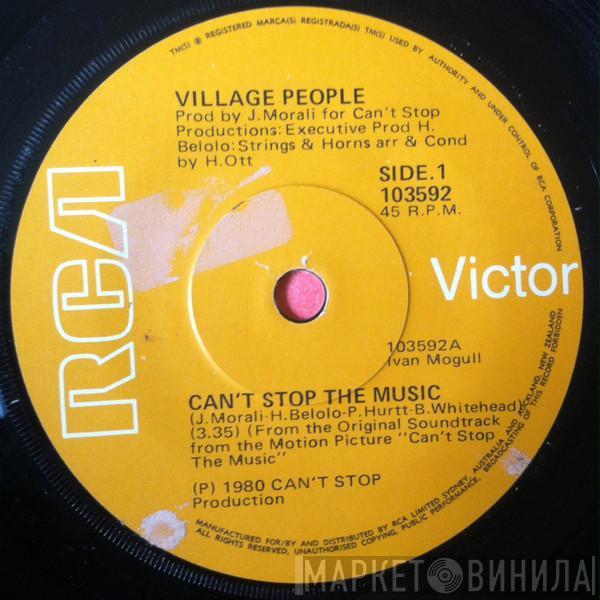 TM(S) ® REGISTERED MARCA(S) REGISTRADA(S) TM(S) USED BY AUTHORITY AND UNDER CONTROL OF RCA CORPORATION
VILLAGE PEOPLE
Prod by J.Morali for Can't Stop
Productions:Executive Prod H.
Belolo:Strings & Horns arr & Cond
by H.Ott
SIDE.1
103592
45 R.P.M.
RCA
Victor
103592A
Ivan Mogull
CAN'T STOP THE MUSIC
(J.Morali-H.Belolo-P.Hurtt-B.Whitehead)
(3.35) (From the Original Soundtrack
from the Motion Picture "Can't Stop
The Music"
(P) 1980 CAN'T STOP
Production
MANUFACTURED FOR/BY AND DISTRIBUTED BY RCA LIMITED SYDNEY, AUSTRALIA AND AUCKLAND, NEW ZEALAND
ALL RIGHTS RESERVED, UNAUTHORISED COPYING, PUBLIC PERFORMANCE, BROADCASTING OF THIS RECORD FORBIDDEN
МАРКЕТ ВИНИЛА